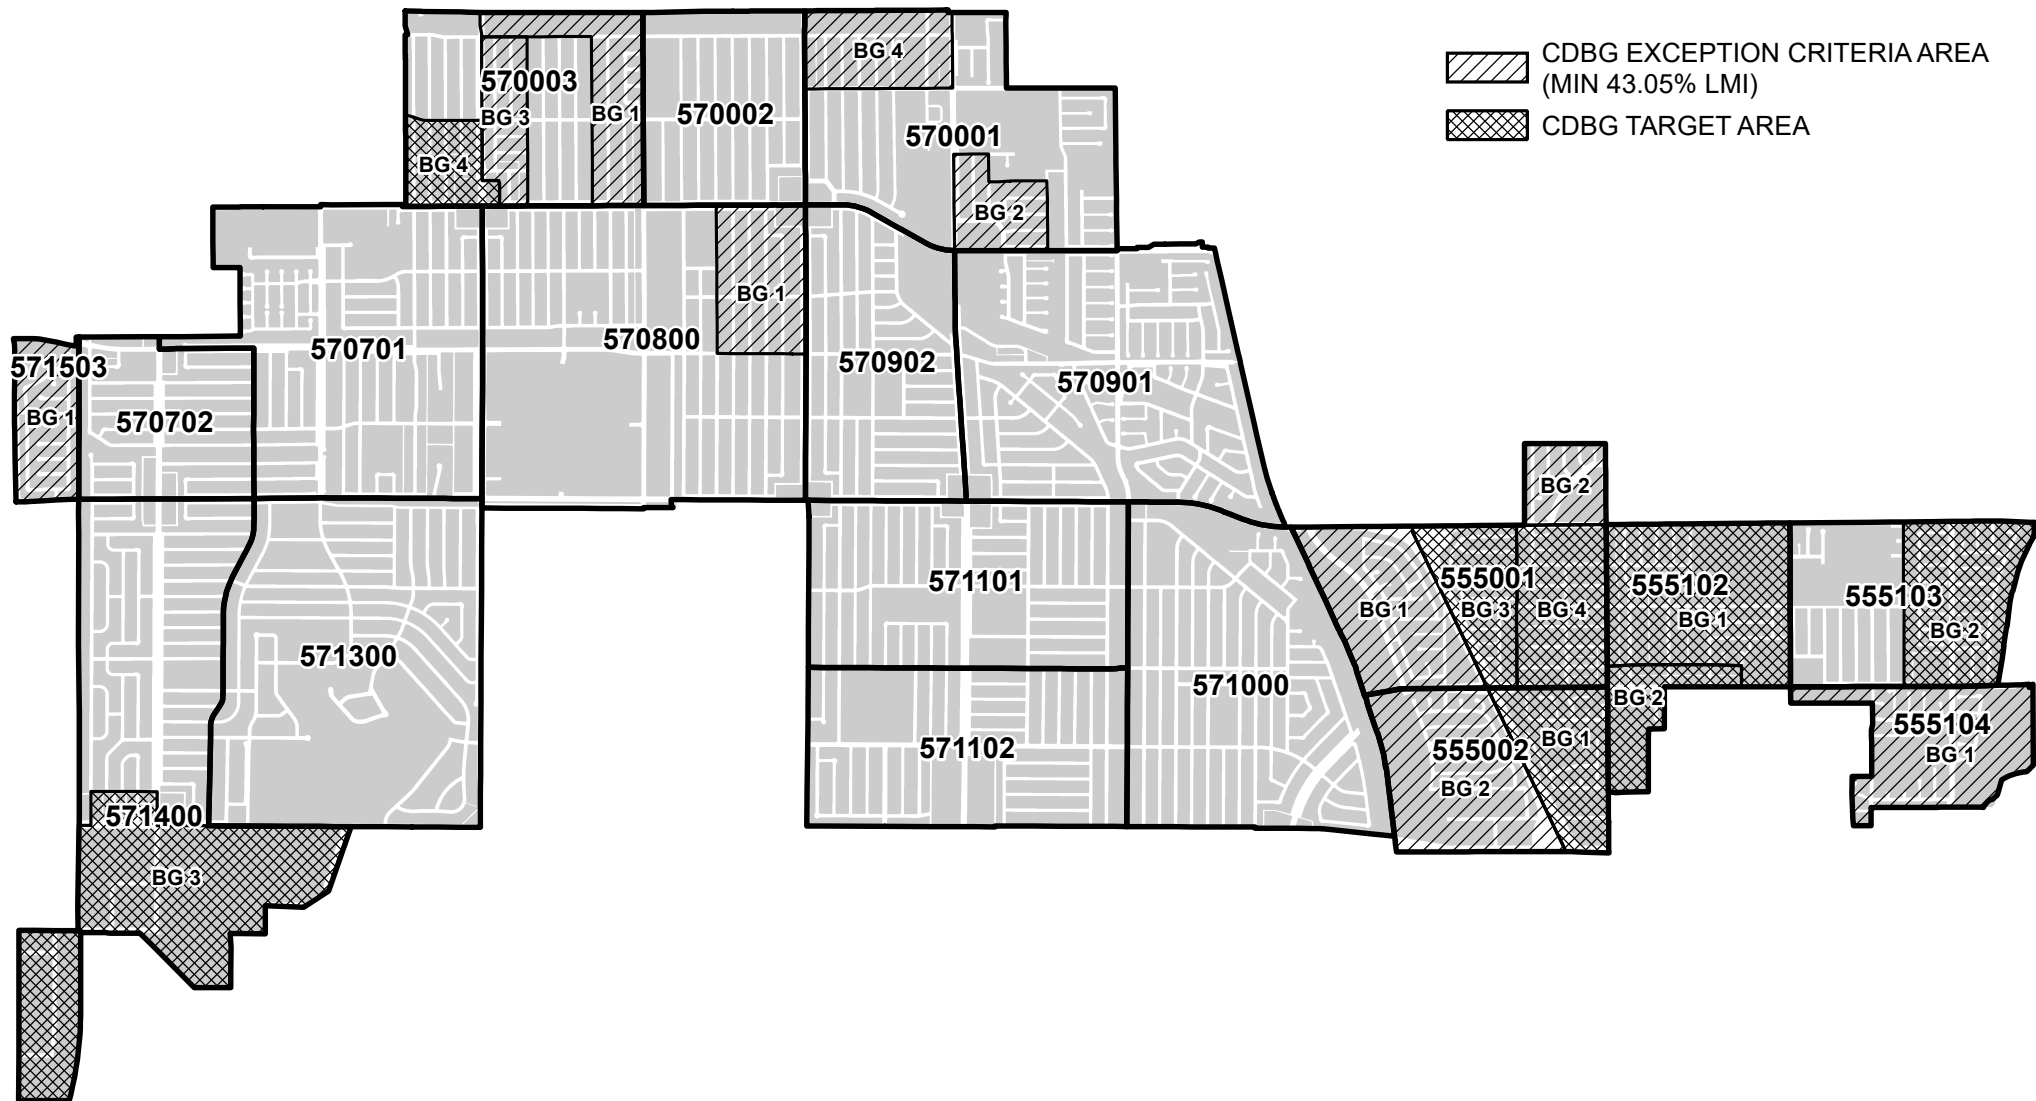 CDBG EXCEPTION CRITERIA AREA
(MIN 43.05% LMI)
CDBG TARGET AREA
BG 4
570003
BG 3
BG 1
570002
570001
BG 4
BG 2
BG 1
570701
570800
570902
570901
571503
BG 1
570702
BG 2
571101
555001
BG 1
BG 3
BG 4
555102
BG 1
555103
BG 2
571300
571000
BG 2
571102
555002
BG 1
BG 2
555104
BG 1
571400
BG 3